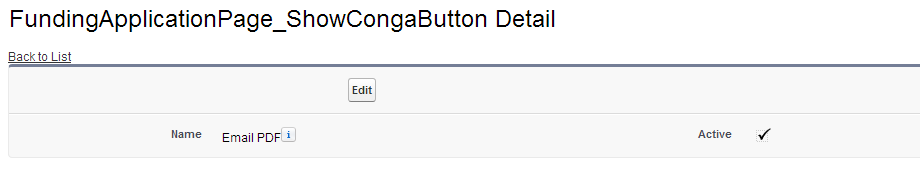 FundingApplicationPage_ShowCongaButton Detail
Back to List
Edit
Name Email PDF i Active